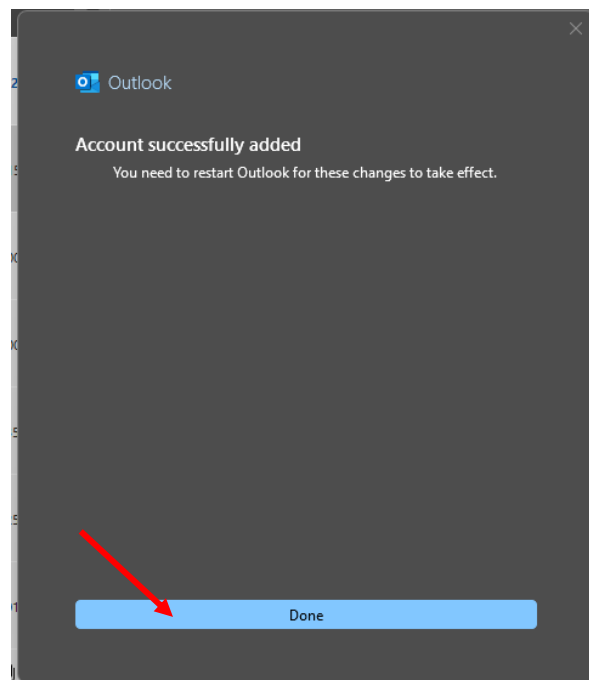 Outlook
Account successfully added
You need to restart Outlook for these changes to take effect.
Done